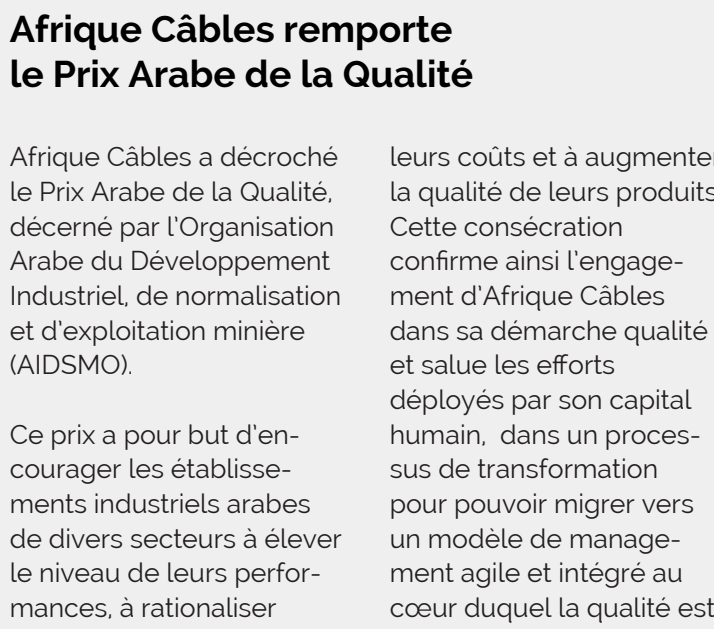 Afrique Câbles remporte
le Prix Arabe de la Qualité
Afrique Câbles a décroché
le Prix Arabe de la Qualité,
décerné par l'Organisation
Arabe du Développement
Industriel, de normalisation
et d'exploitation minière
(AIDSMO).
Ce prix a pour but d'en-
courager les établisse-
ments industriels arabes
de divers secteurs à élever
le niveau de leurs perfor-
mances, à rationaliser
leurs coûts et à augmenter
la qualité de leurs produits
Cette consécration
confirme ainsi l'engage-
ment d'Afrique Câbles
dans sa démarche qualité
et salue les efforts
déployés par son capital
humain,  dans un proces-
sus de transformation
pour pouvoir migrer vers
un modèle de manage-
ment agile et intégré au
cœur duquel la qualité est